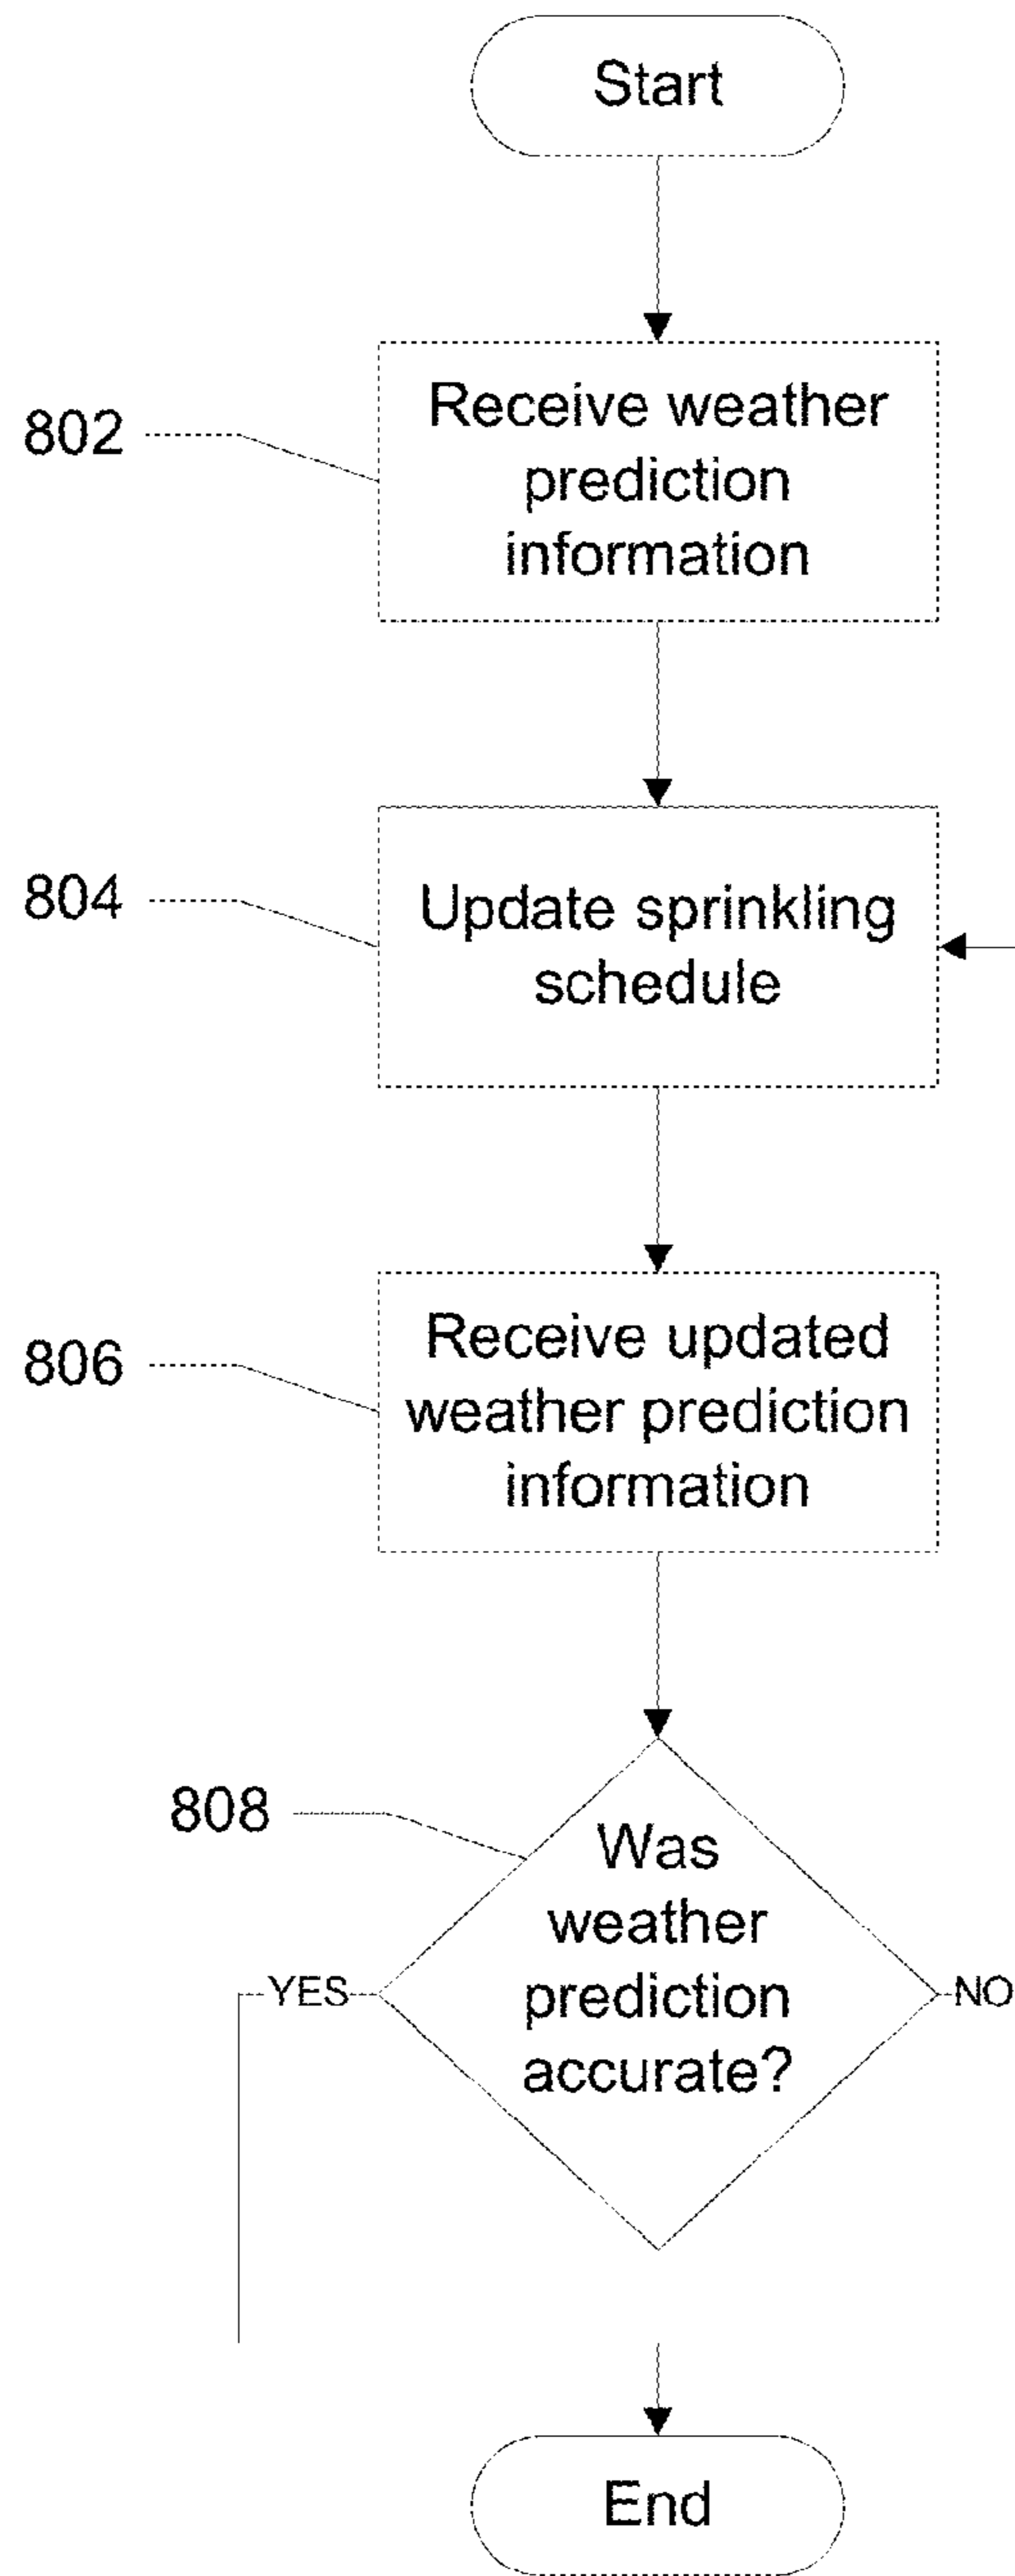 Start
802
Receive weather
prediction
information
804
Update sprinkling
schedule
806
Receive updated
weather prediction
information
808
Was
weather
prediction
accurate?
YES
NO
End